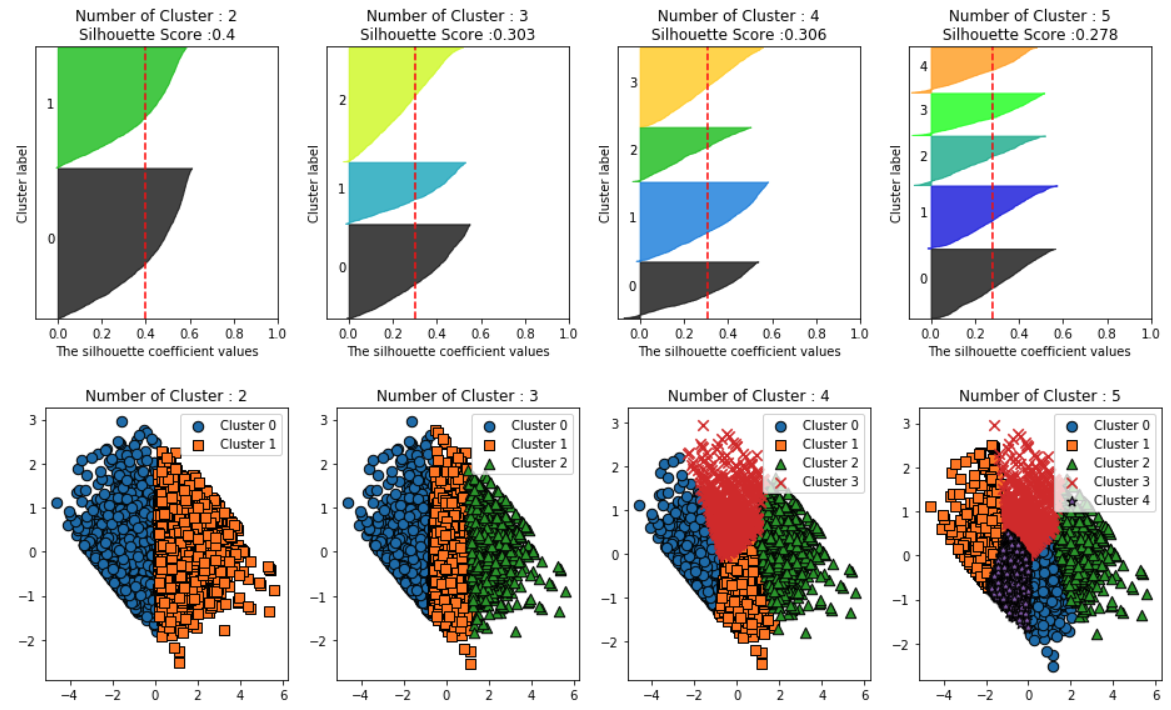 Number of Cluster : 2
Silhouette Score :0.4
Cluster label
1
0
0.0 0.2 0.4 0.6 0.8 1.0
The silhouette coefficient values
Number of Cluster : 3
Silhouette Score :0.303
Cluster label
2
1
0
0.0 0.2 0.4 0.6 0.8 1.0
The silhouette coefficient values
Number of Cluster : 4
Silhouette Score :0.306
Cluster label
3
2
1
0
0.0 0.2 0.4 0.6 0.8 1.0
The silhouette coefficient values
Number of Cluster : 5
Silhouette Score :0.278
Cluster label
4
3
2
1
0
0.0 0.2 0.4 0.6 0.8 1.0
The silhouette coefficient values
Number of Cluster : 2
Cluster 0
Cluster 1
3
2
1
0
−1
−2
−4 −2 0 2 4 6
Number of Cluster : 3
Cluster 0
Cluster 1
Cluster 2
3
2
1
0
−1
−2
−4 −2 0 2 4 6
Number of Cluster : 4
Cluster 0
Cluster 1
Cluster 2
Cluster 3
3
2
1
0
−1
−2
−4 −2 0 2 4 6
Number of Cluster : 5
Cluster 0
Cluster 1
Cluster 2
Cluster 3
Cluster 4
3
2
1
0
−1
−2
−4 −2 0 2 4 6